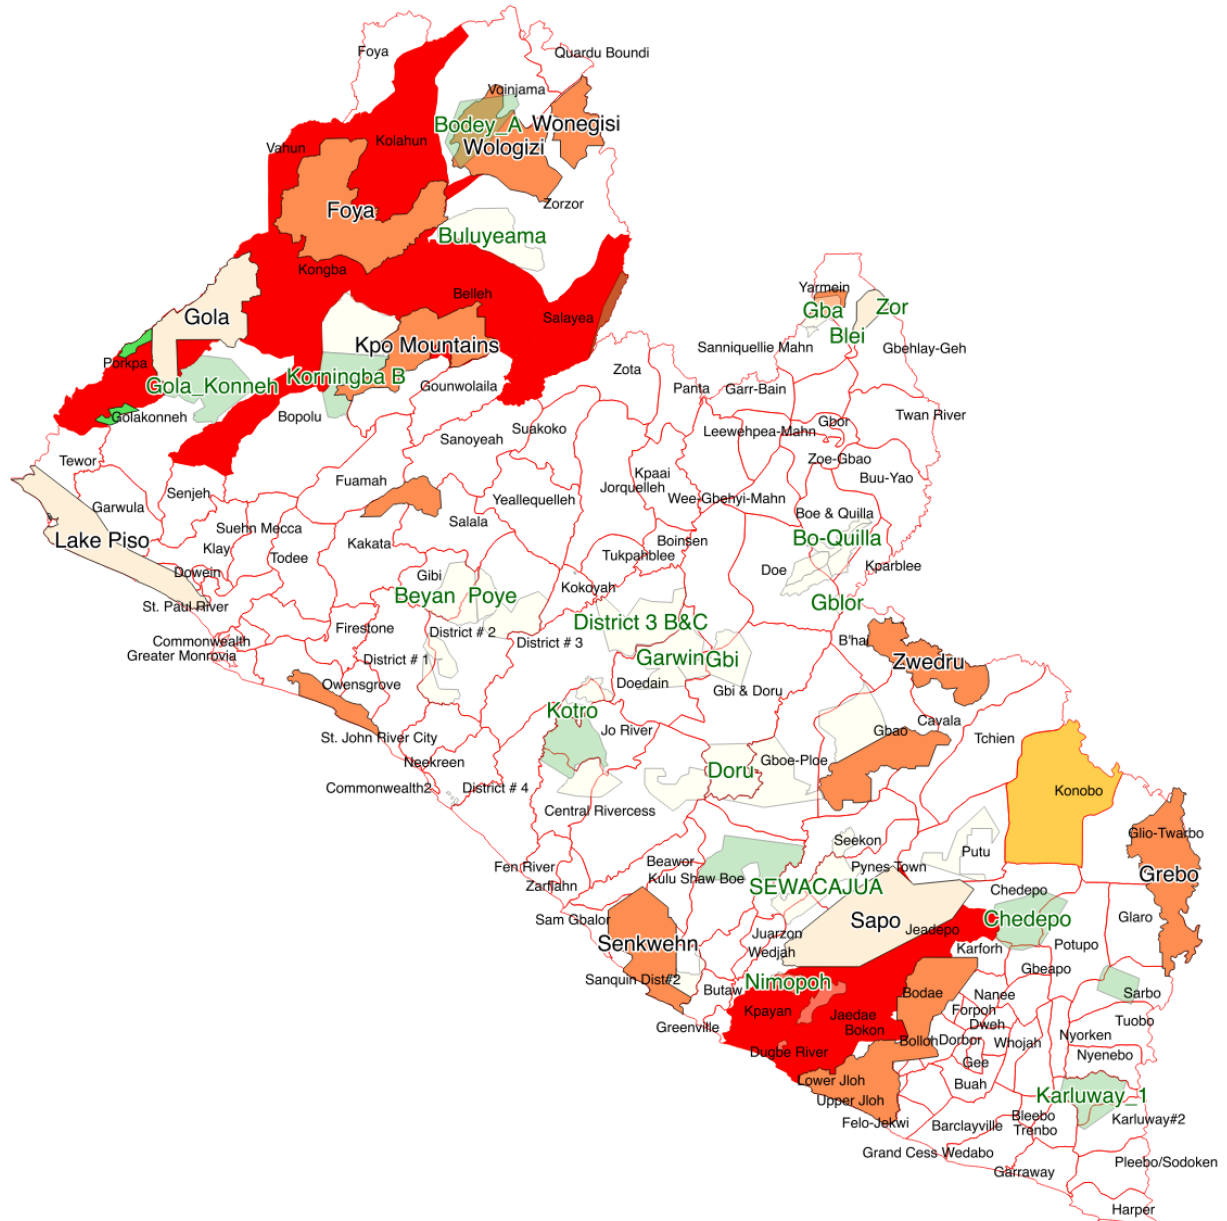 Foya
Quardu Boundi
Voinjama
Bodey_A
Wonegisi
Kolahun
Vahun
Wologizi
Zorzor
Foya
Buluyeama
Kongba
Belleh
Yarmein
Gola
Salayea
Gba
Zor
Blei
Kpo Mountains
Sanniquellie Mahn
Gbehlay-Geh
Porkpa
Zota
Gola_Konneh
Korningba B
Gounwolaila
Panta
Garr-Bain
Golakonneh
Bopolu
Twan River
Gbor
Suakoko
Leewehpea-Mahn
Sanoyeah
Tewor
Zoe-Gbao
Kpaai
Buu-Yao
Fuamah
Jorquelleh
Senjeh
Yeallequelleh
Wee-Gbehyi-Mahn
Garwula
Boe & Quilla
Salala
Suehn Mecca
Lake Piso
Bo-Quilla
Klay
Kakata
Boinsen
Todee
Tukpahblee
Dowein
Gibi
Doe
Kparblee
Kokoyah
Beyan Poye
St. Paul River
Gblor
District 3 B&C
Firestone
District # 2
Commonwealth
District # 3
B'hai
Greater Monrovia
District # 1
Garwin
Gbi
Zwedru
Owensgrove
Doedain
Gbi & Doru
Kotro
Cavala
Jo River
Gbao
St. John River City
Tchien
Neekreen
Gboe-Ploe
Doru
Commonwealth2
District # 4
Konobo
Central Rivercess
Glio-Twarbo
Seekon
Putu
Beawor
Fen River
Pynes Town
Grebo
Kulu Shaw Boe
Zarflahn
SEWACAJUA
Chedepo
Sam Gbalor
Sapo
Chedepo
Glaro
Jeadepo
Juarzon
Senkwehn
Wedjah
Karforh
Potupo
Gbeapo
Sanquin Dist#2
Nimopoh
Butaw
Bodae
Nanee
Sarbo
Kpayan
Forpoh
Jaedae
Tuobo
Greenville
Dweh
Bokon
Nyorken
Bolloh
Dorbor
Whojah
Dugbe River
Nyenebo
Gee
Lower Jloh
Buah
Karluway_1
Upper Jloh
Bleebo
Felo-Jekwi
Barclayville
Karluway#2
Trenbo
Grand Cess Wedabo
Pleebo/Sodoken
Garraway
Harper